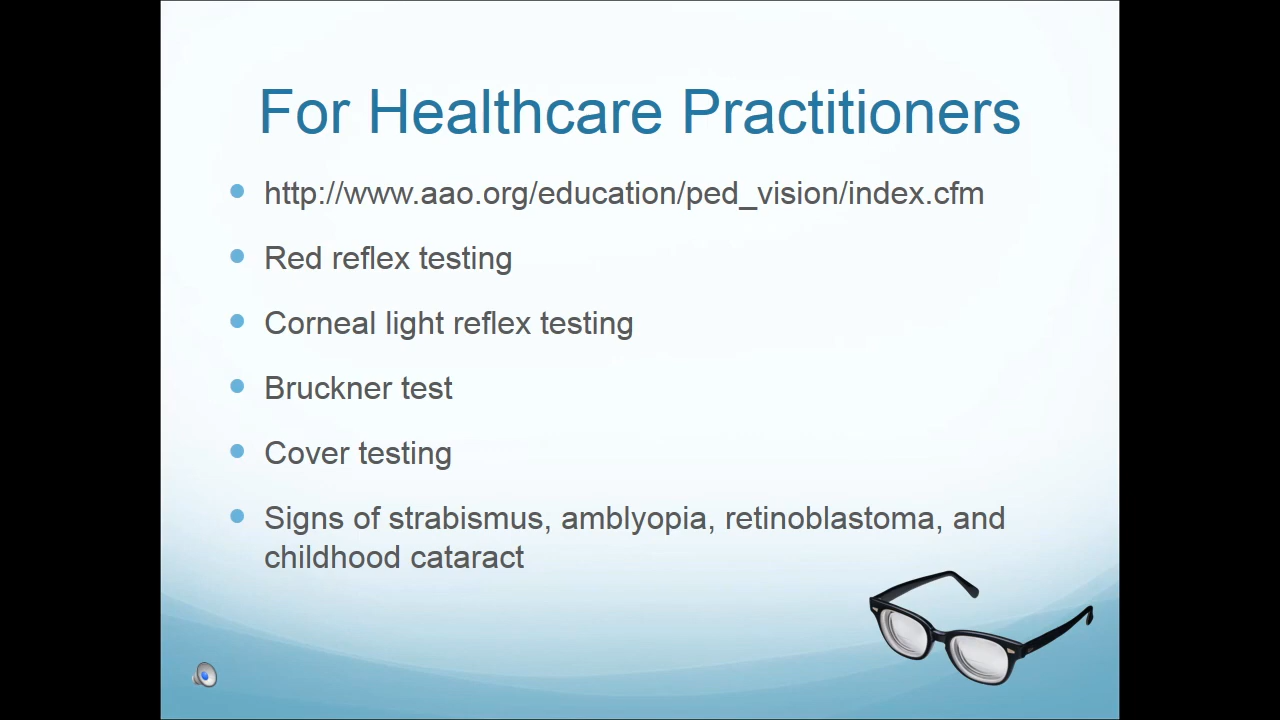 For Healthcare Practitioners
http://www.aao.org/education/ped_vision/index.cfm
Red reflex testing
Corneal light reflex testing
Bruckner test
Cover testing
Signs of strabismus, amblyopia, retinoblastoma, and
childhood cataract